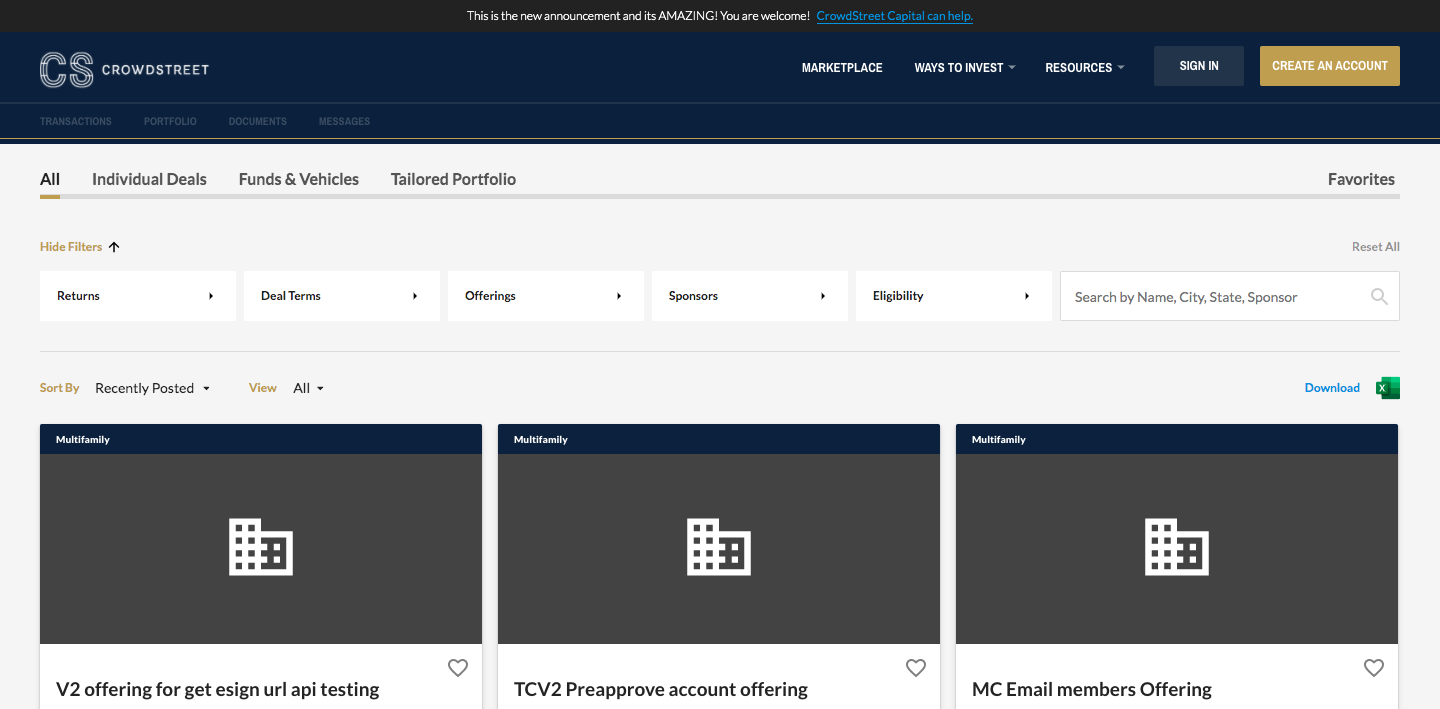 This is the new announcement and its AMAZING! You are welcome! CrowdStreet Capital can help.
CS CROWDSTREET
MARKETPLACE WAYS TO INVEST RESOURCES SIGN IN CREATE AN ACCOUNT
TRANSACTIONS PORTFOLIO DOCUMENTS MESSAGES
All Individual Deals Funds & Vehicles Tailored Portfolio Favorites
Hide Filters Reset All
Returns Deal Terms Offerings Sponsors Eligibility Search by Name, City, State, Sponsor
Sort By Recently Posted View All Download X
Multifamily Multifamily Multifamily
V2 offering for get esign url api testing TCV2 Preapprove account offering MC Email members Offering